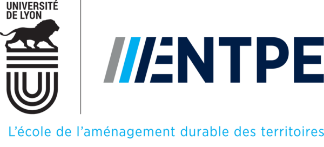 UNIVERSITÉ
DE LYON
ENTPE
L'école de l'aménagement durable des territoires